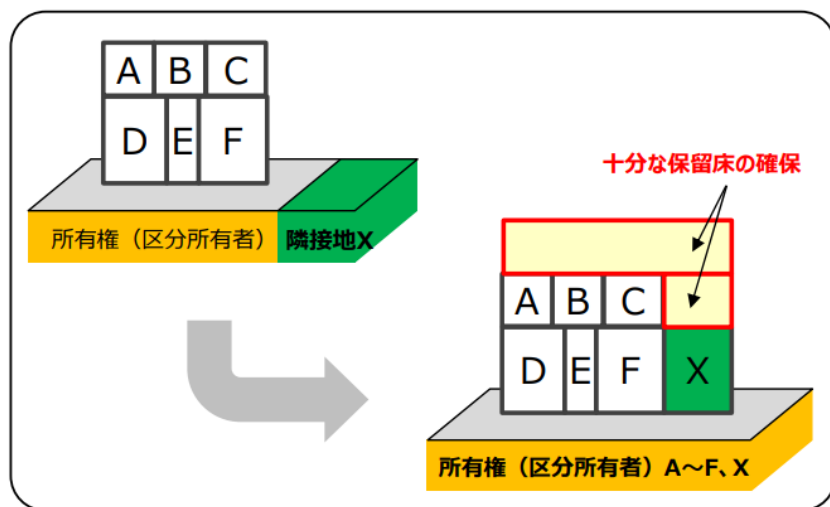 A B C
D E F
所有権（区分所有者） 隣接地X
十分な保留床の確保
A B C
D E F X
所有権（区分所有者）A～F、X